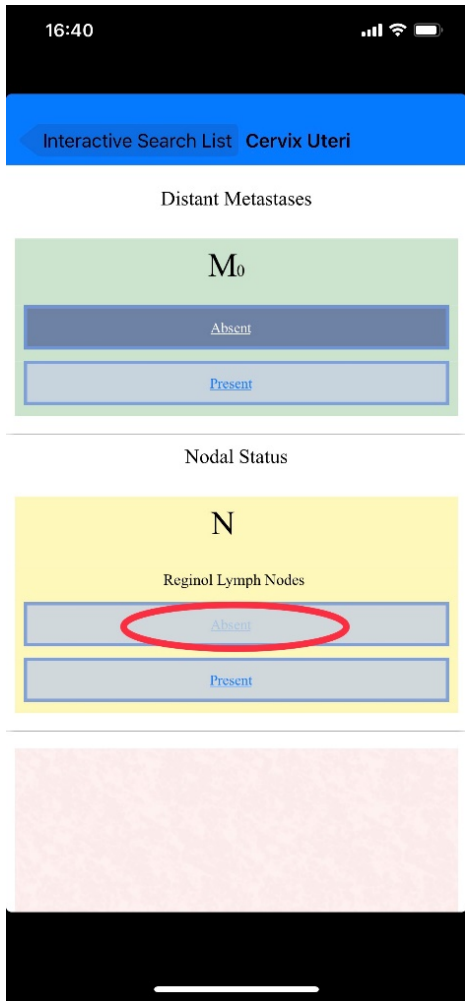 16:40
Interactive Search List Cervix Uteri
Distant Metastases
M0
Absent
Present
Nodal Status
N
Reginol Lymph Nodes
Absent
Present